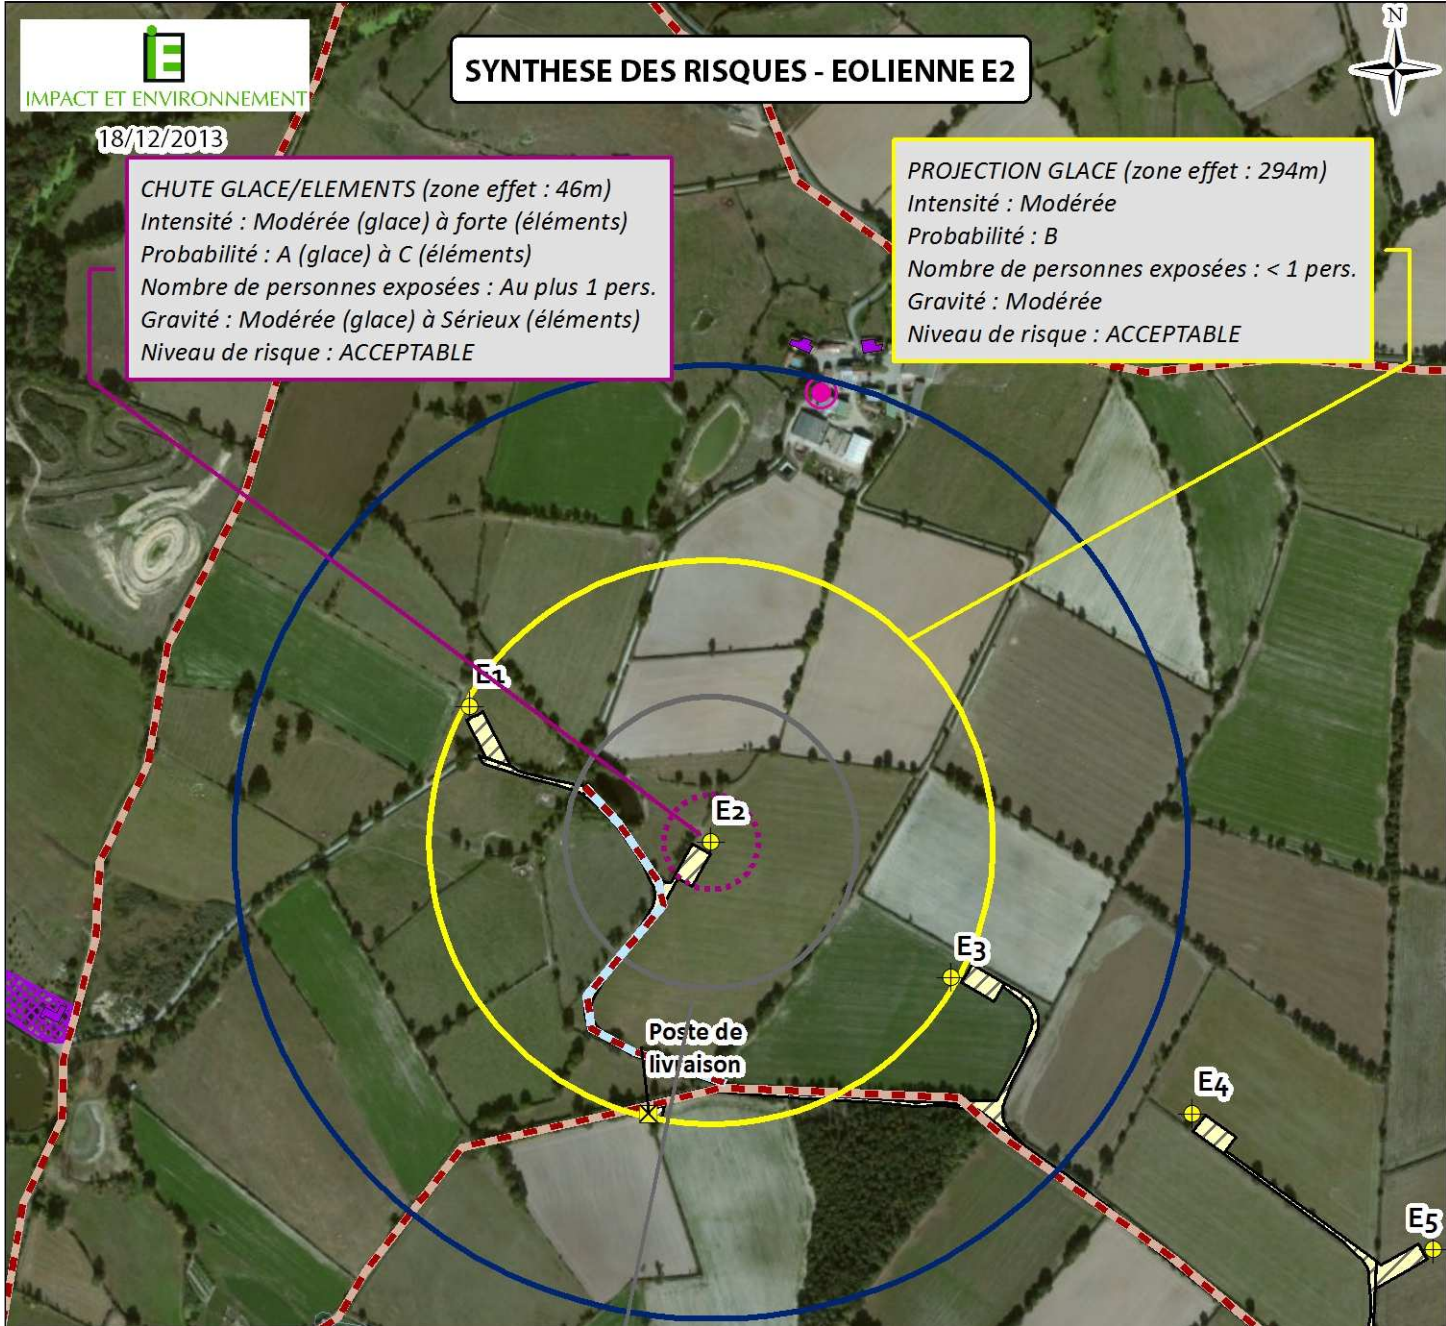 N
IMPACT ET ENVIRONNEMENT
SYNTHESE DES RISQUES - EOLIENNE E2
18/12/2013
CHUTE GLACE/ELEMENTS (zone effet : 46m)
Intensité : Modérée (glace) à forte (éléments)
Probabilité : A (glace) à C (éléments)
Nombre de personnes exposées : Au plus 1 pers.
Gravité : Modérée (glace) à Sérieux (éléments)
Niveau de risque : ACCEPTABLE
PROJECTION GLACE (zone effet : 294m)
Intensité : Modérée
Probabilité : B
Nombre de personnes exposées : < 1 pers.
Gravité : Modérée
Niveau de risque : ACCEPTABLE
E1
E2
E3
Poste de
livraison
E4
E5